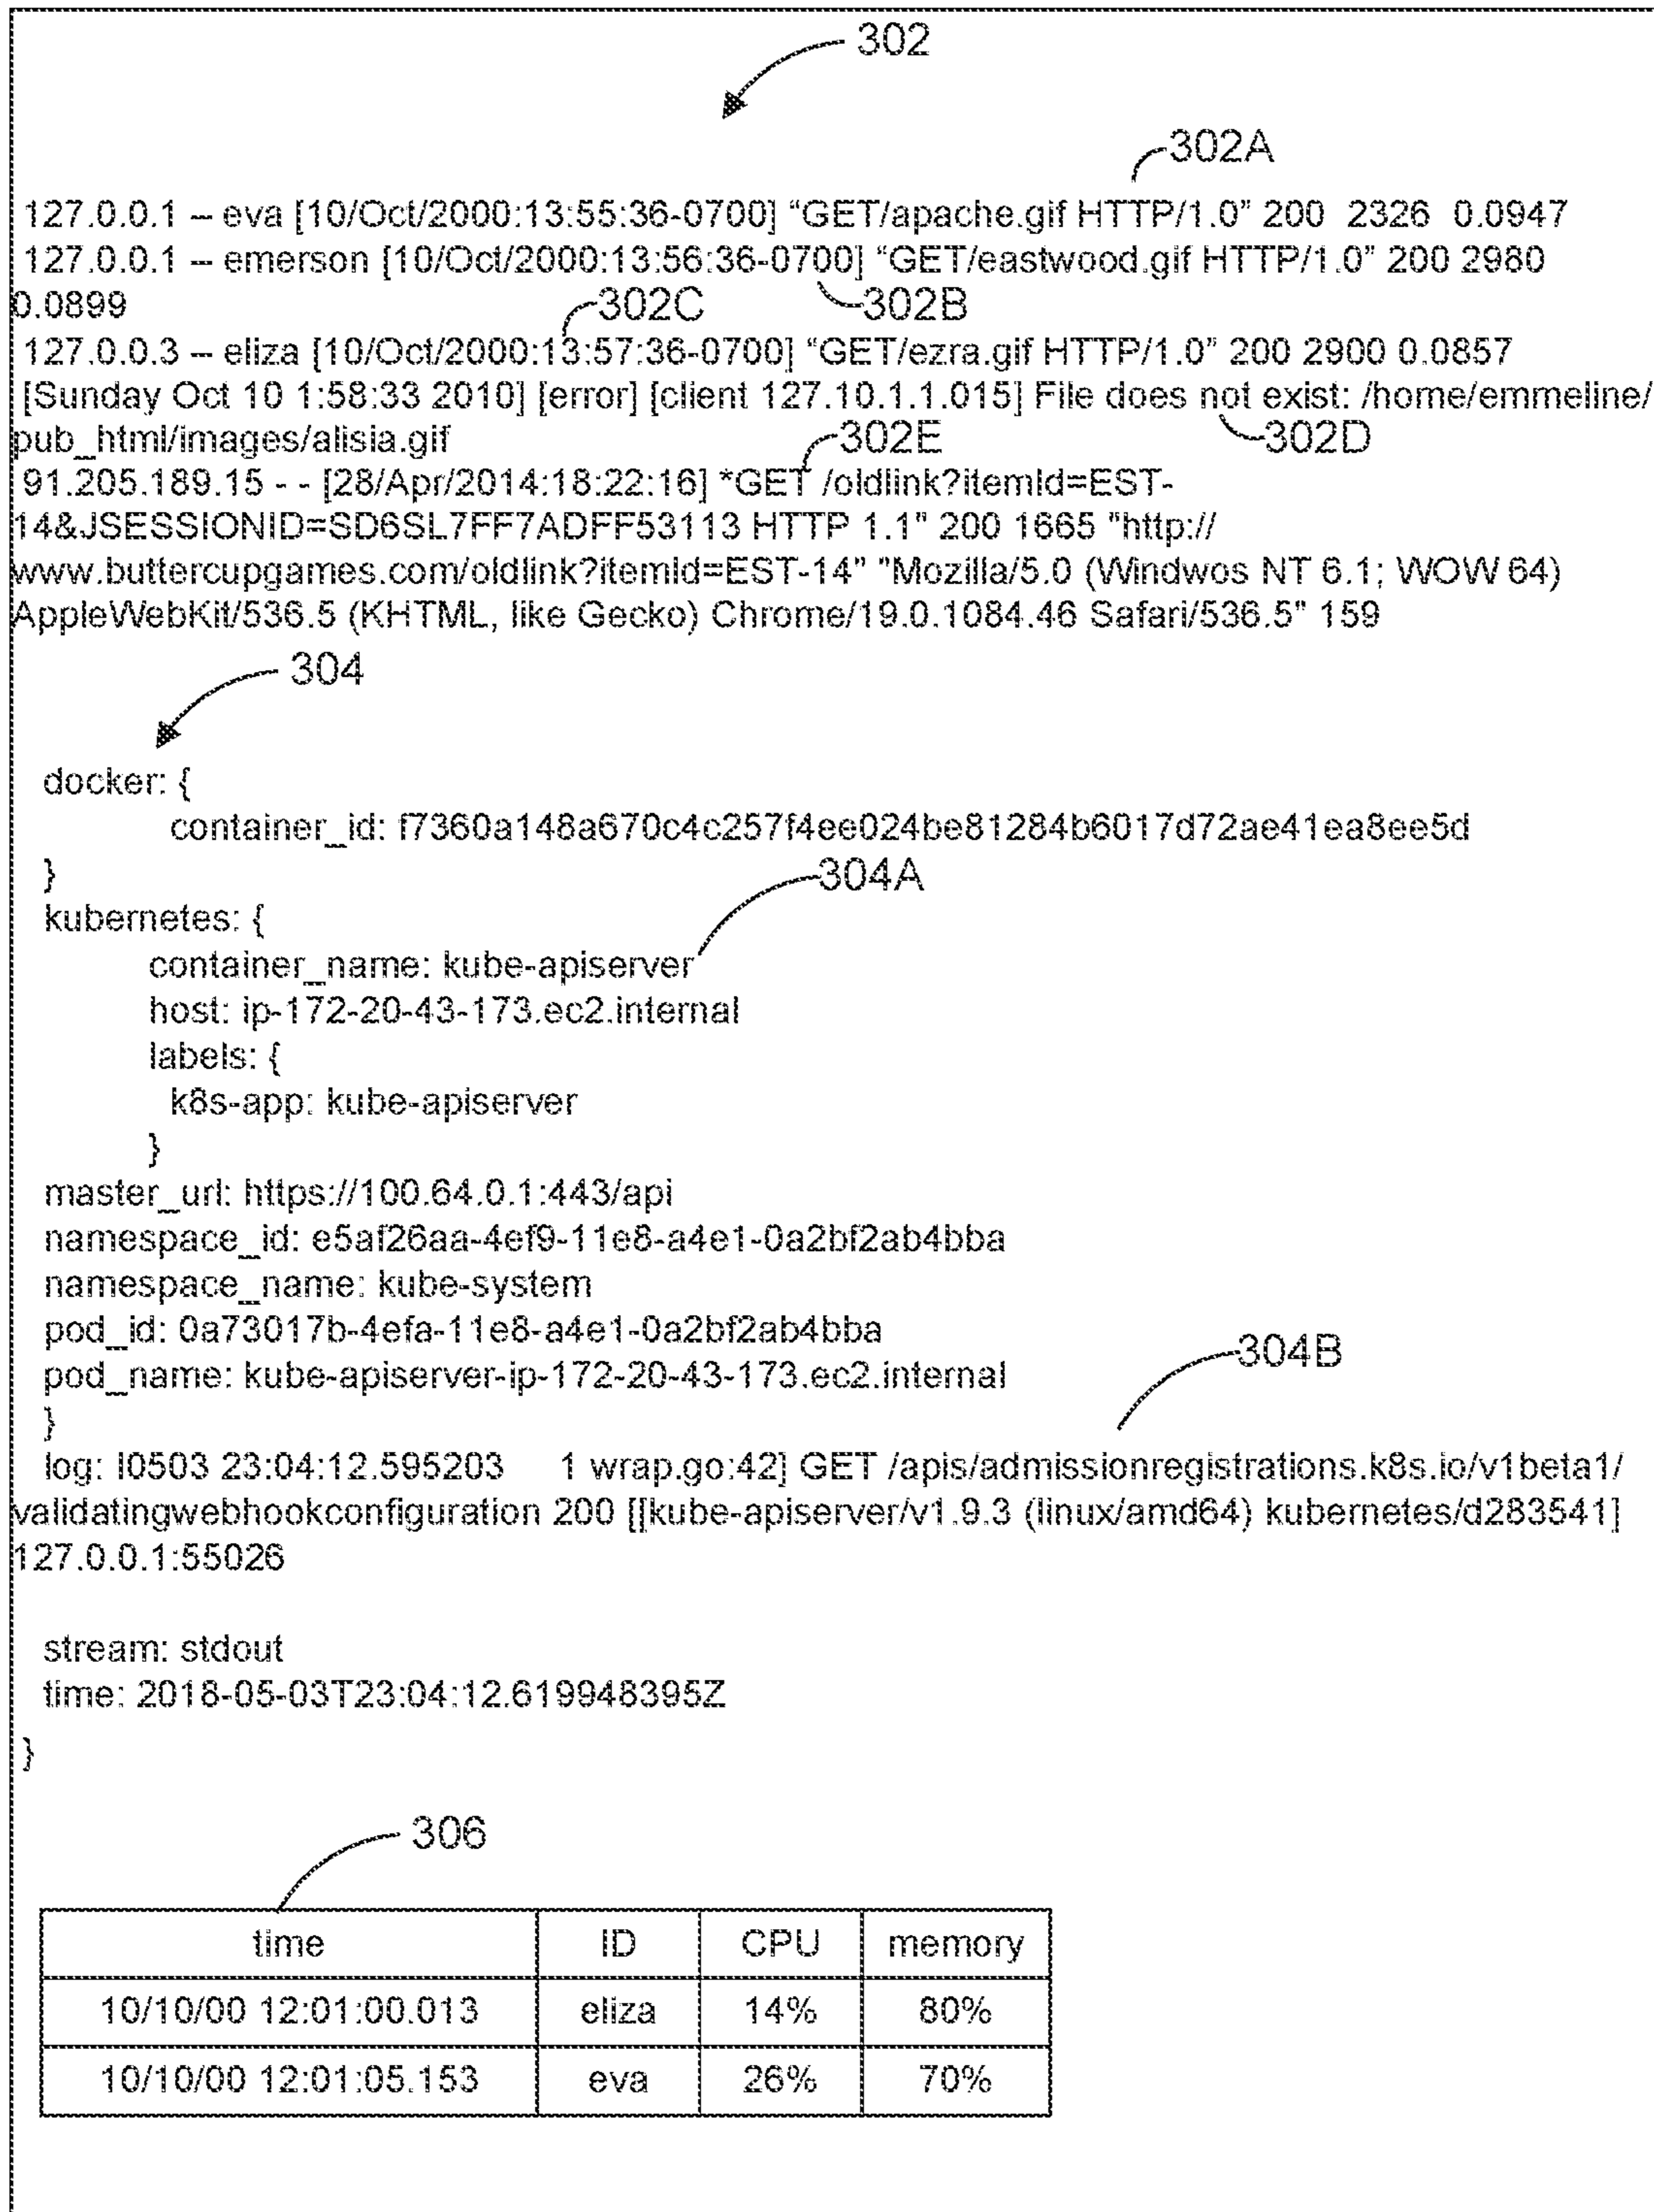 302
302A
127.0.0.1 – eva [10/Oct/2000:13:55:36-0700] “GET/apache.gif HTTP/1.0” 200 2326 0.0947
127.0.0.1 – emerson [10/Oct/2000:13:56:36-0700] “GET/eastwood.gif HTTP/1.0” 200 2980
0.0899
302C
302B
127.0.0.3 – eliza [10/Oct/2000:13:57:36-0700] “GET/ezra.gif HTTP/1.0” 200 2900 0.0857
[Sunday Oct 10 1:58:33 2010] [error] [client 127.10.1.1.015] File does not exist: /home/emmeline/
pub_html/images/alisia.gif
302E
302D
91.205.189.15 - - [28/Apr/2014:18:22:16] *GET /oldlink?itemId=EST-
14&JSESSIONID=SD6SL7FF7ADFF53113 HTTP 1.1" 200 1665 "http://
www.buttercupgames.com/oldlink?itemId=EST-14" "Mozilla/5.0 (Windwos NT 6.1; WOW 64)
AppleWebKit/536.5 (KHTML, like Gecko) Chrome/19.0.1084.46 Safari/536.5" 159
304
docker: {
container_id: f7360a148a670c4c257f4ee024be81284b6017d72ae41ea8ee5d
}
304A
kubernetes: {
container_name: kube-apiserver
host: ip-172-20-43-173.ec2.internal
labels: {
k8s-app: kube-apiserver
}
master_url: https://100.64.0.1:443/api
namespace_id: e5af26aa-4ef9-11e8-a4e1-0a2bf2ab4bba
namespace_name: kube-system
pod_id: 0a73017b-4efa-11e8-a4e1-0a2bf2ab4bba
304B
pod_name: kube-apiserver-ip-172-20-43-173.ec2.internal
}
log: I0503 23:04:12.595203 1 wrap.go:42] GET /apis/admissionregistrations.k8s.io/v1beta1/
validatingwebhookconfiguration 200 [[kube-apiserver/v1.9.3 (linux/amd64) kubernetes/d283541]
127.0.0.1:55026
stream: stdout
time: 2018-05-03T23:04:12.619948395Z
}
306
time ID CPU memory
10/10/00 12:01:00.013 eliza 14% 80%
10/10/00 12:01:05.153 eva 26% 70%